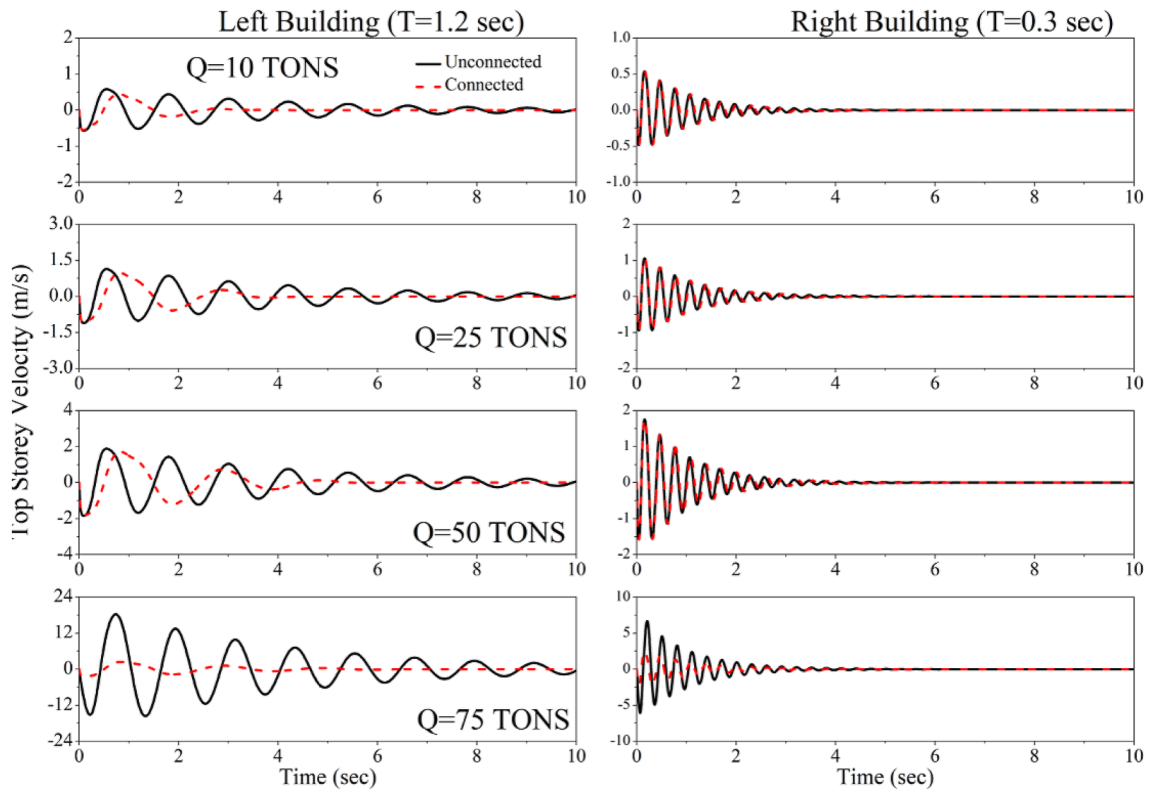 Left Building (T=1.2 sec)
Right Building (T=0.3 sec)
Top Storey Velocity (m/s)
2
1
0
-1
-2
Q=10 TONS
Unconnected
Connected
0 2 4 6 8 10
1.0
0.5
0.0
-0.5
-1.0
0 2 4 6 8 10
3.0
1.5
0.0
-1.5
-3.0
Q=25 TONS
0 2 4 6 8 10
2
1
0
-1
-2
0 2 4 6 8 10
4
2
0
-2
-4
Q=50 TONS
0 2 4 6 8 10
2
1
0
-1
-2
0 2 4 6 8 10
24
12
0
-12
-24
Q=75 TONS
0 2 4 6 8 10
Time (sec)
10
5
0
-5
-10
0 2 4 6 8 10
Time (sec)